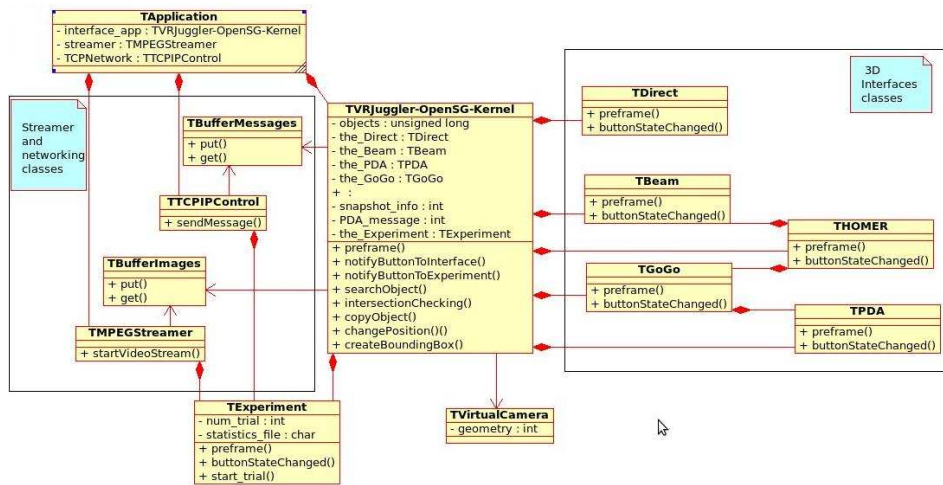 TApplication
- interface_app : TVRJuggler-OpenSG-Kernel
- streamer : TMPEGStreamer
- TCPNetwork : TTCPIPControl
Streamer
and
networking
classes
TBufferMessages
+ put()
+ get()
TTCPIPControl
+ sendMessage()
TBufferImages
+ put()
+ get()
TMPEGStreamer
+ startVideoStream()
TVRJuggler-OpenSG-Kernel
- objects : unsigned long
- the_Direct : TDirect
- the_Beam : TBeam
- the_PDA : TPDA
- the_GoGo : TGoGo
+ :
- snapshot_info : int
- PDA_message : int
- the_Experiment : TExperiment
+ preframe()
+ notifyButtonToInterface()
+ notifyButtonToExperiment()
+ searchObject()
+ intersectionChecking()
+ copyObject()
+ changePosition()()
+ createBoundingBox()
TExperiment
- num_trial : int
- statistics_file : char
+ preframe()
+ buttonStateChanged()
+ start_trial()
TVirtualCamera
- geometry : int
3D
Interfaces
classes
TDirect
+ preframe()
+ buttonStateChanged()
TBeam
+ preframe()
+ buttonStateChanged()
THOMER
+ preframe()
+ buttonStateChanged()
TGoGo
+ preframe()
+ buttonStateChanged()
TPDA
+ preframe()
+ buttonStateChanged()